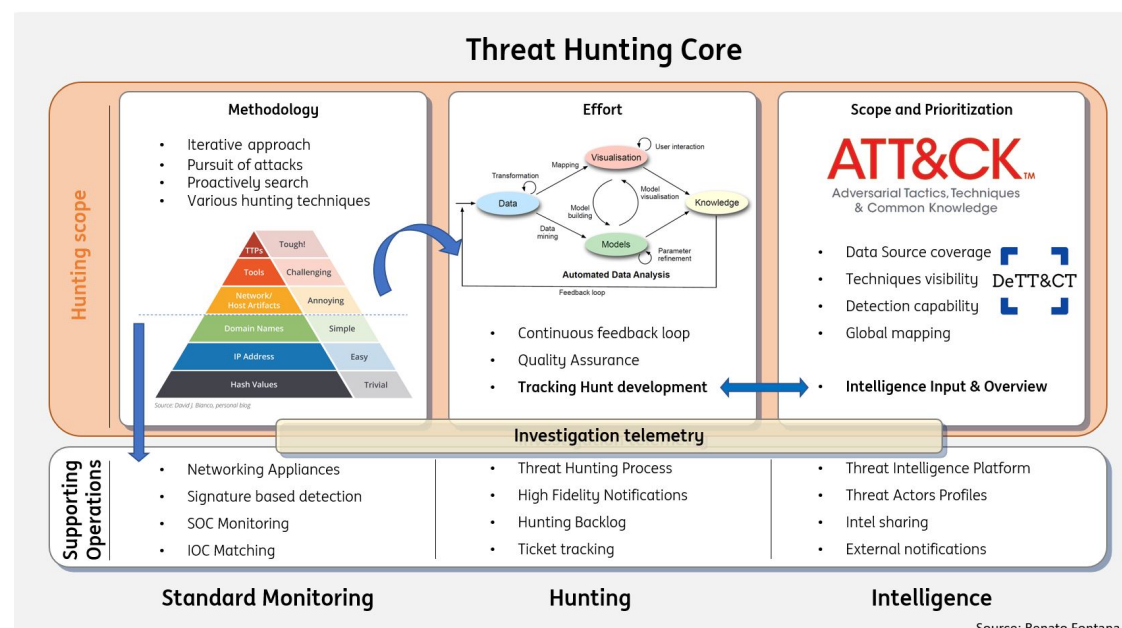 Threat Hunting Core
Hunting scope
Methodology
• Iterative approach
• Pursuit of attacks
• Proactively search
• Various hunting techniques
TTPs
Tough!
Tools
Challenging
Network/
Host Artifacts
Annoying
Domain Names
Simple
IP Address
Easy
Hash Values
Trivial
Source: David J. Bianco, personal blog
Effort
Visualisation
User interaction
Mapping
Transformation
Data
Model
building
Model
visualisation
Knowledge
Data
mining
Models
Parameter
refinement
Automated Data Analysis
Feedback loop
• Continuous feedback loop
• Quality Assurance
• Tracking Hunt development
Scope and Prioritization
ATT&CK™
Adversarial Tactics, Techniques
& Common Knowledge
• Data Source coverage
• Techniques visibility
• Detection capability
• Global mapping
DeTT&CT
• Intelligence Input & Overview
Investigation telemetry
Supporting
Operations
• Networking Appliances
• Signature based detection
• SOC Monitoring
• IOC Matching
• Threat Hunting Process
• High Fidelity Notifications
• Hunting Backlog
• Ticket tracking
• Threat Intelligence Platform
• Threat Actors Profiles
• Intel sharing
• External notifications
Standard Monitoring
Hunting
Intelligence
Source: Renato Fontana